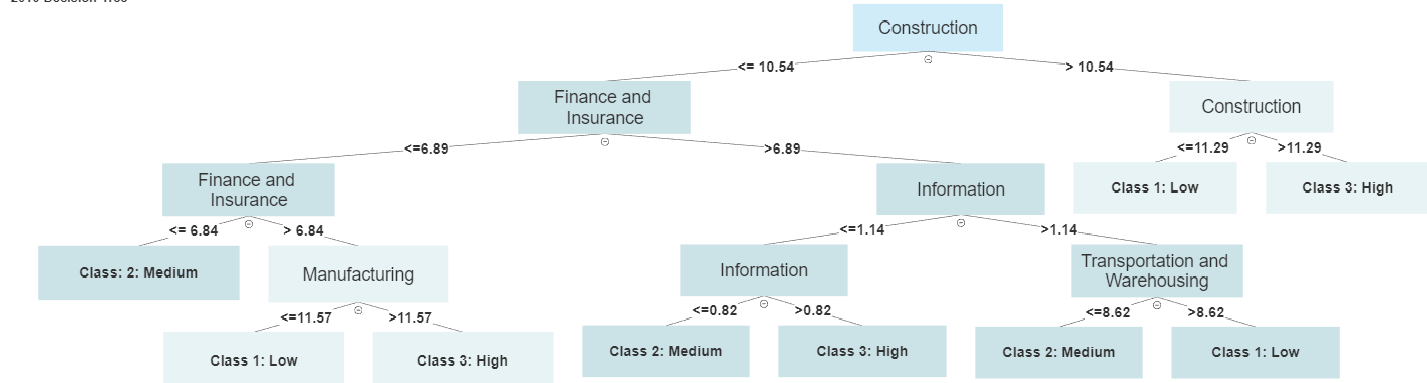 Construction
<= 10.54
> 10.54
Finance and
Insurance
Construction
<=6.89
>6.89
<=11.29
>11.29
Finance and
Insurance
Information
Class 1: Low
Class 3: High
<= 6.84
> 6.84
<=1.14
>1.14
Class: 2: Medium
Manufacturing
Information
Transportation and
Warehousing
<=11.57
>11.57
<=0.82
>0.82
<=8.62
>8.62
Class 1: Low
Class 3: High
Class 2: Medium
Class 3: High
Class 2: Medium
Class 1: Low